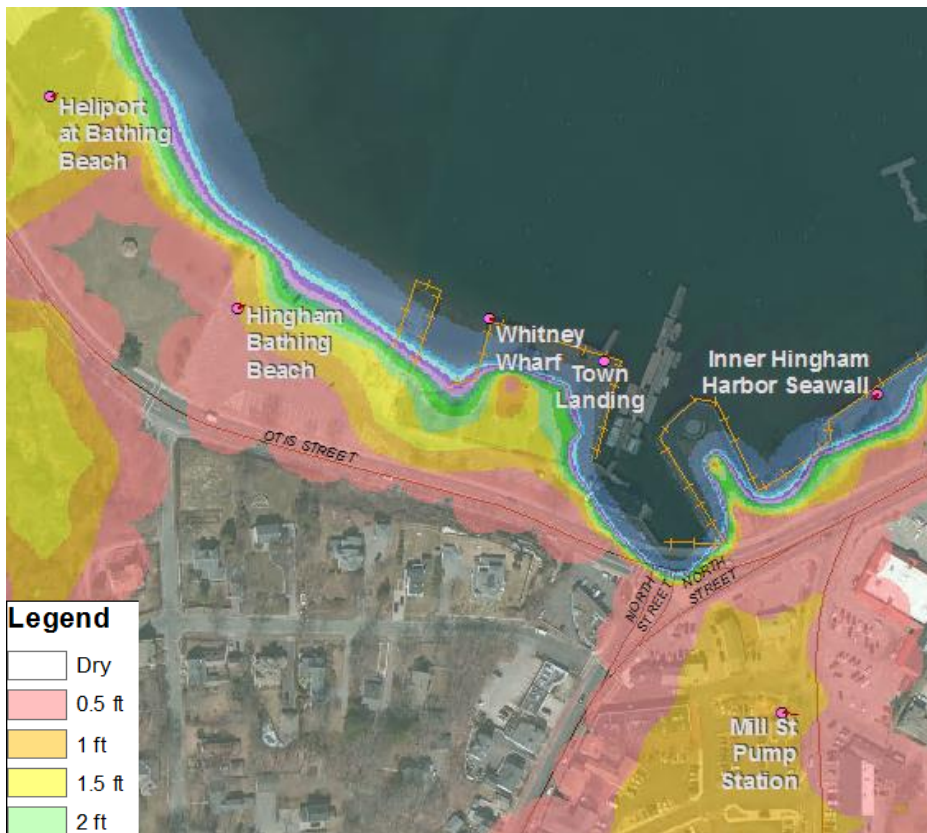 Heliport
at Bathing
Beach
Hingham
Bathing
Beach
Whitney
Wharf
Town
Landing
Inner Hingham
Harbor Seawall
OTIS STREET
NORTH
STREET
NORTH
STREET
Mill St
Pump
Station
Legend
Dry
0.5 ft
1 ft
1.5 ft
2 ft